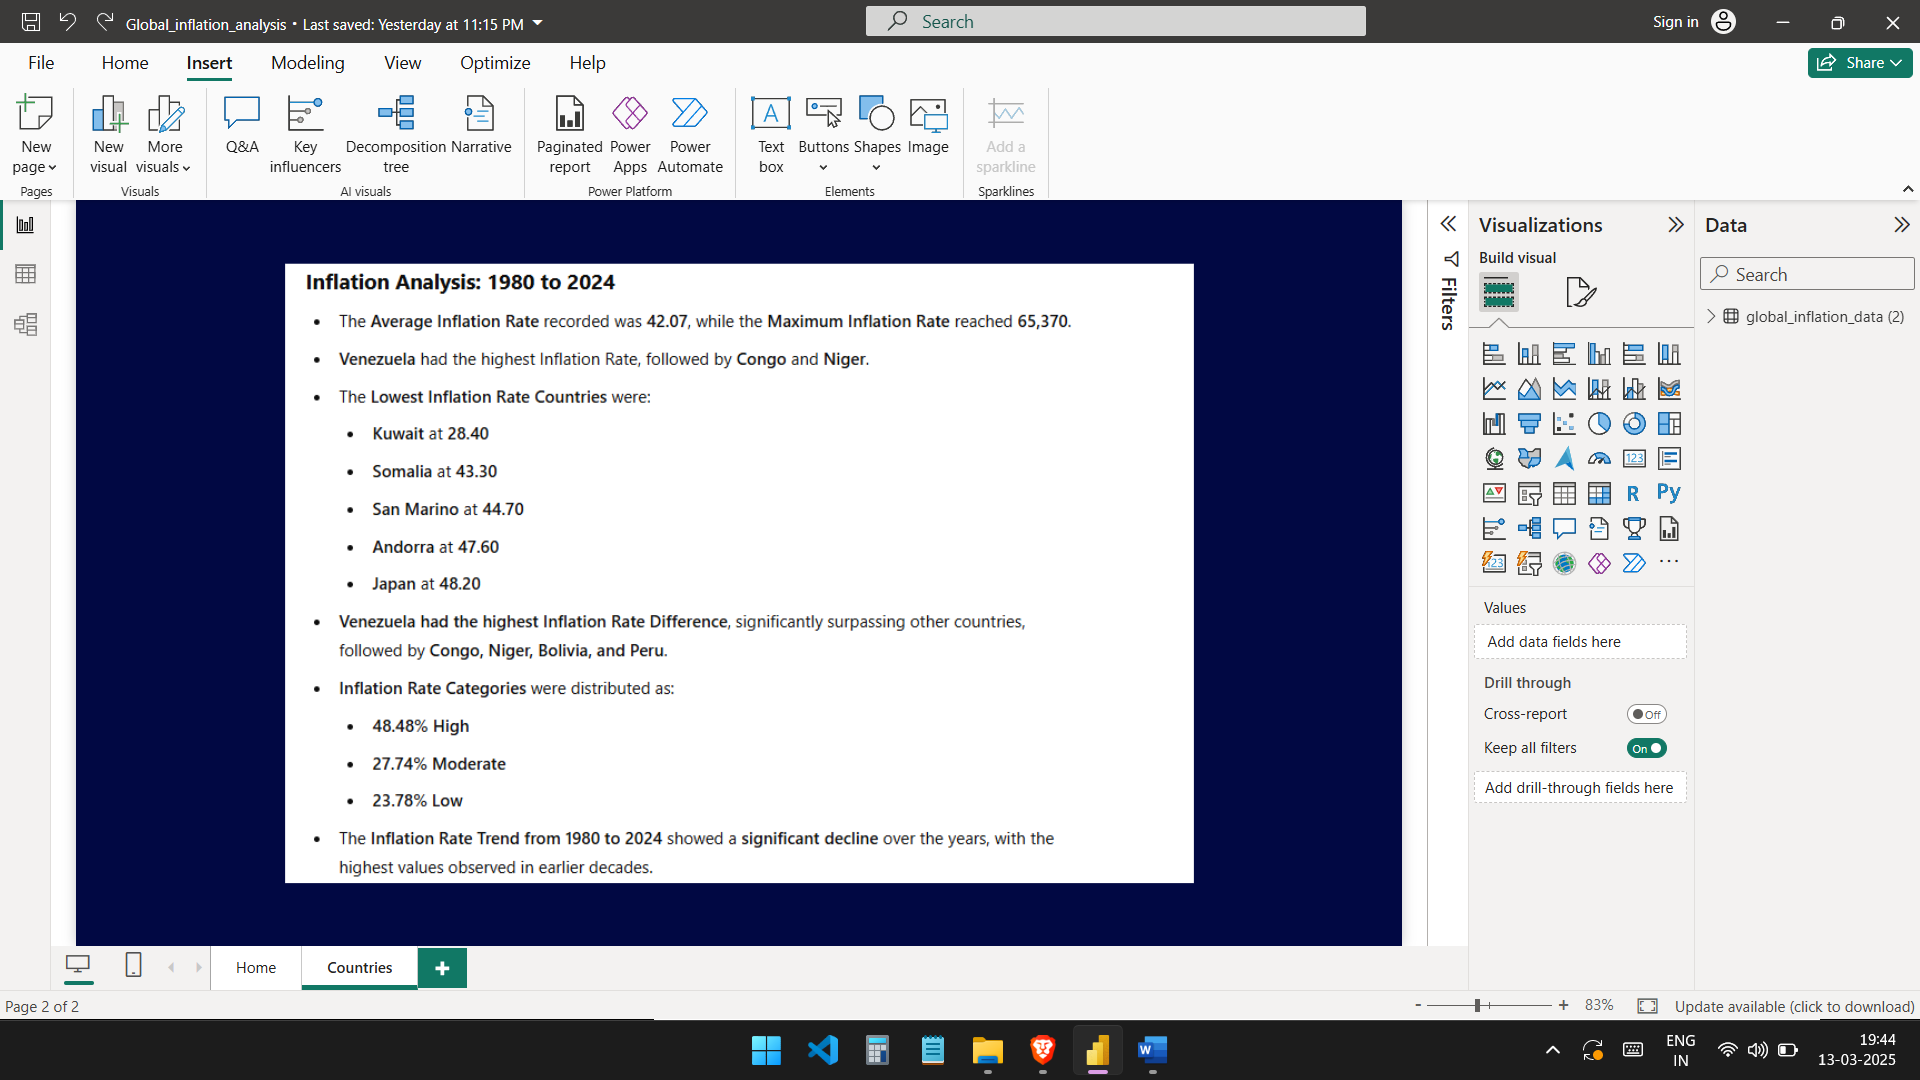 Global_inflation_analysis • Last saved: Yesterday at 11:15 PM
Search
Sign in
File
Home
Insert
Modeling
View
Optimize
Help
Share
New page
New visual
More visuals
Q&A
Key influencers
Decomposition tree
Narrative
Paginated report
Power Apps
Power Automate
Text box
Buttons
Shapes
Image
Add a sparkline
Pages
Visuals
AI visuals
Power Platform
Elements
Sparklines
Inflation Analysis: 1980 to 2024
• The Average Inflation Rate recorded was 42.07, while the Maximum Inflation Rate reached 65,370.
• Venezuela had the highest Inflation Rate, followed by Congo and Niger.
• The Lowest Inflation Rate Countries were:
• Kuwait at 28.40
• Somalia at 43.30
• San Marino at 44.70
• Andorra at 47.60
• Japan at 48.20
• Venezuela had the highest Inflation Rate Difference, significantly surpassing other countries,
followed by Congo, Niger, Bolivia, and Peru.
• Inflation Rate Categories were distributed as:
• 48.48% High
• 27.74% Moderate
• 23.78% Low
• The Inflation Rate Trend from 1980 to 2024 showed a significant decline over the years, with the
highest values observed in earlier decades.
Filters
Visualizations
Build visual
R
Py
123
123
Values
Add data fields here
Drill through
Cross-report
Off
Keep all filters
On
Add drill-through fields here
Data
Search
global_inflation_data (2)
Home
Countries
+
Page 2 of 2
- + 83%
Update available (click to download)
W
ENG
IN
19:44
13-03-2025